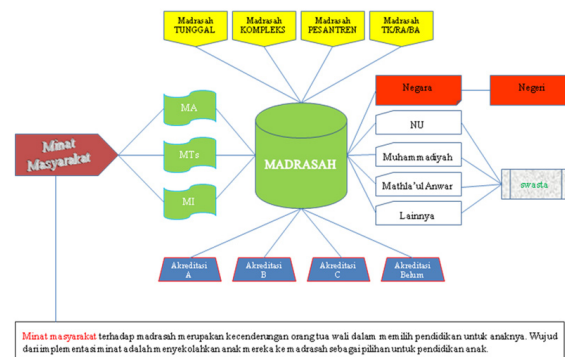 Madrasah
TUNGGAL
Madrasah
KOMPLEKS
Madrasah
PESANTREN
Madrasah
TK/RA/BA
MA
MTs
MI
Minat
Masyarakat
MADRASAH
Negara
Negeri
NU
Muhammadiyah
Mathla'ul Anwar
Lainnya
swasta
Akreditasi
A
Akreditasi
B
Akreditasi
C
Akreditasi
Belum
Minat masyarakat terhadap madrasah merupakan kecenderungan orang tua wali dalam memilih pendidikan untuk anaknya. Wujud
dari implementasi minat adalah menyekolahkan anak mereka ke madrasah sebagai pilihan untuk pendidikan anak.